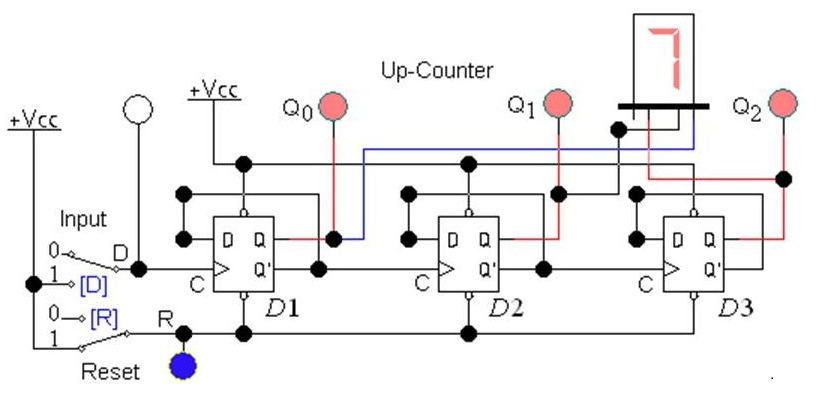 Up-Counter
7
+Vcc
+Vcc
Q0
Q1
Q2
Input
0
D
1
[D]
D
Q
Q'
C
D1
D
Q
Q'
C
D2
D
Q
Q'
C
D3
0
[R]
1
R
Reset